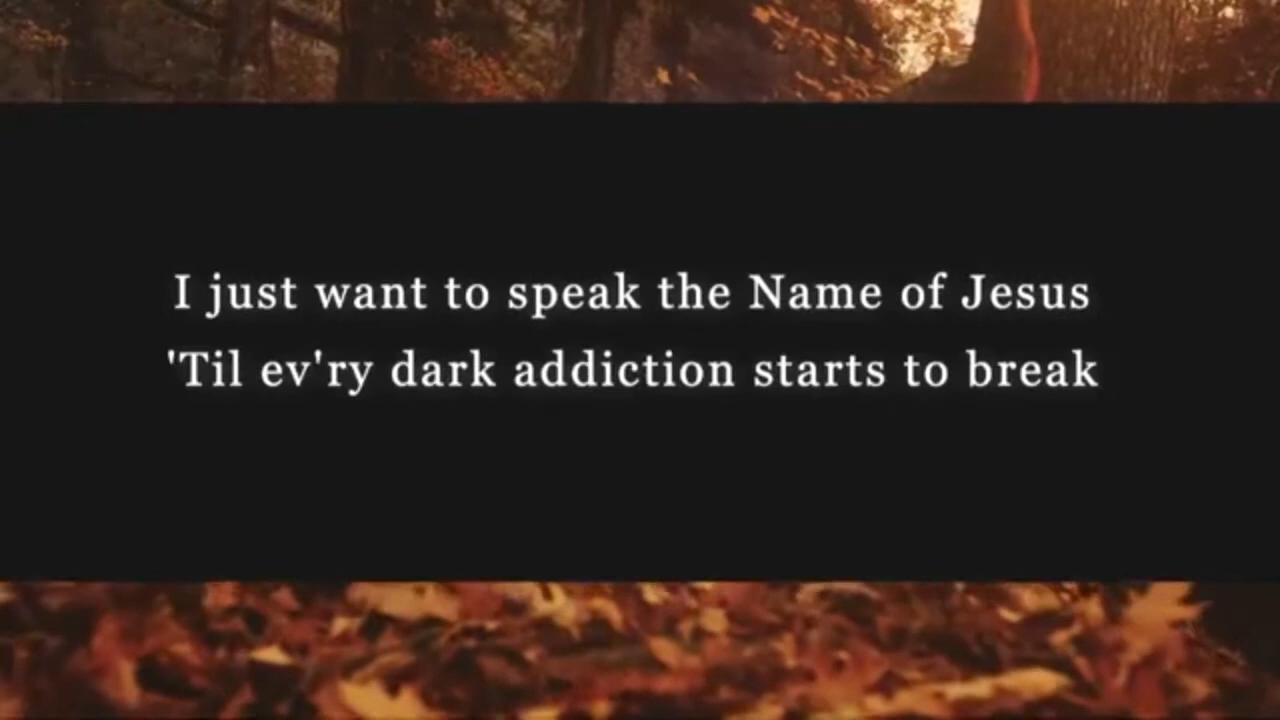 I just want to speak the Name of Jesus
'Til ev'ry dark addiction starts to break